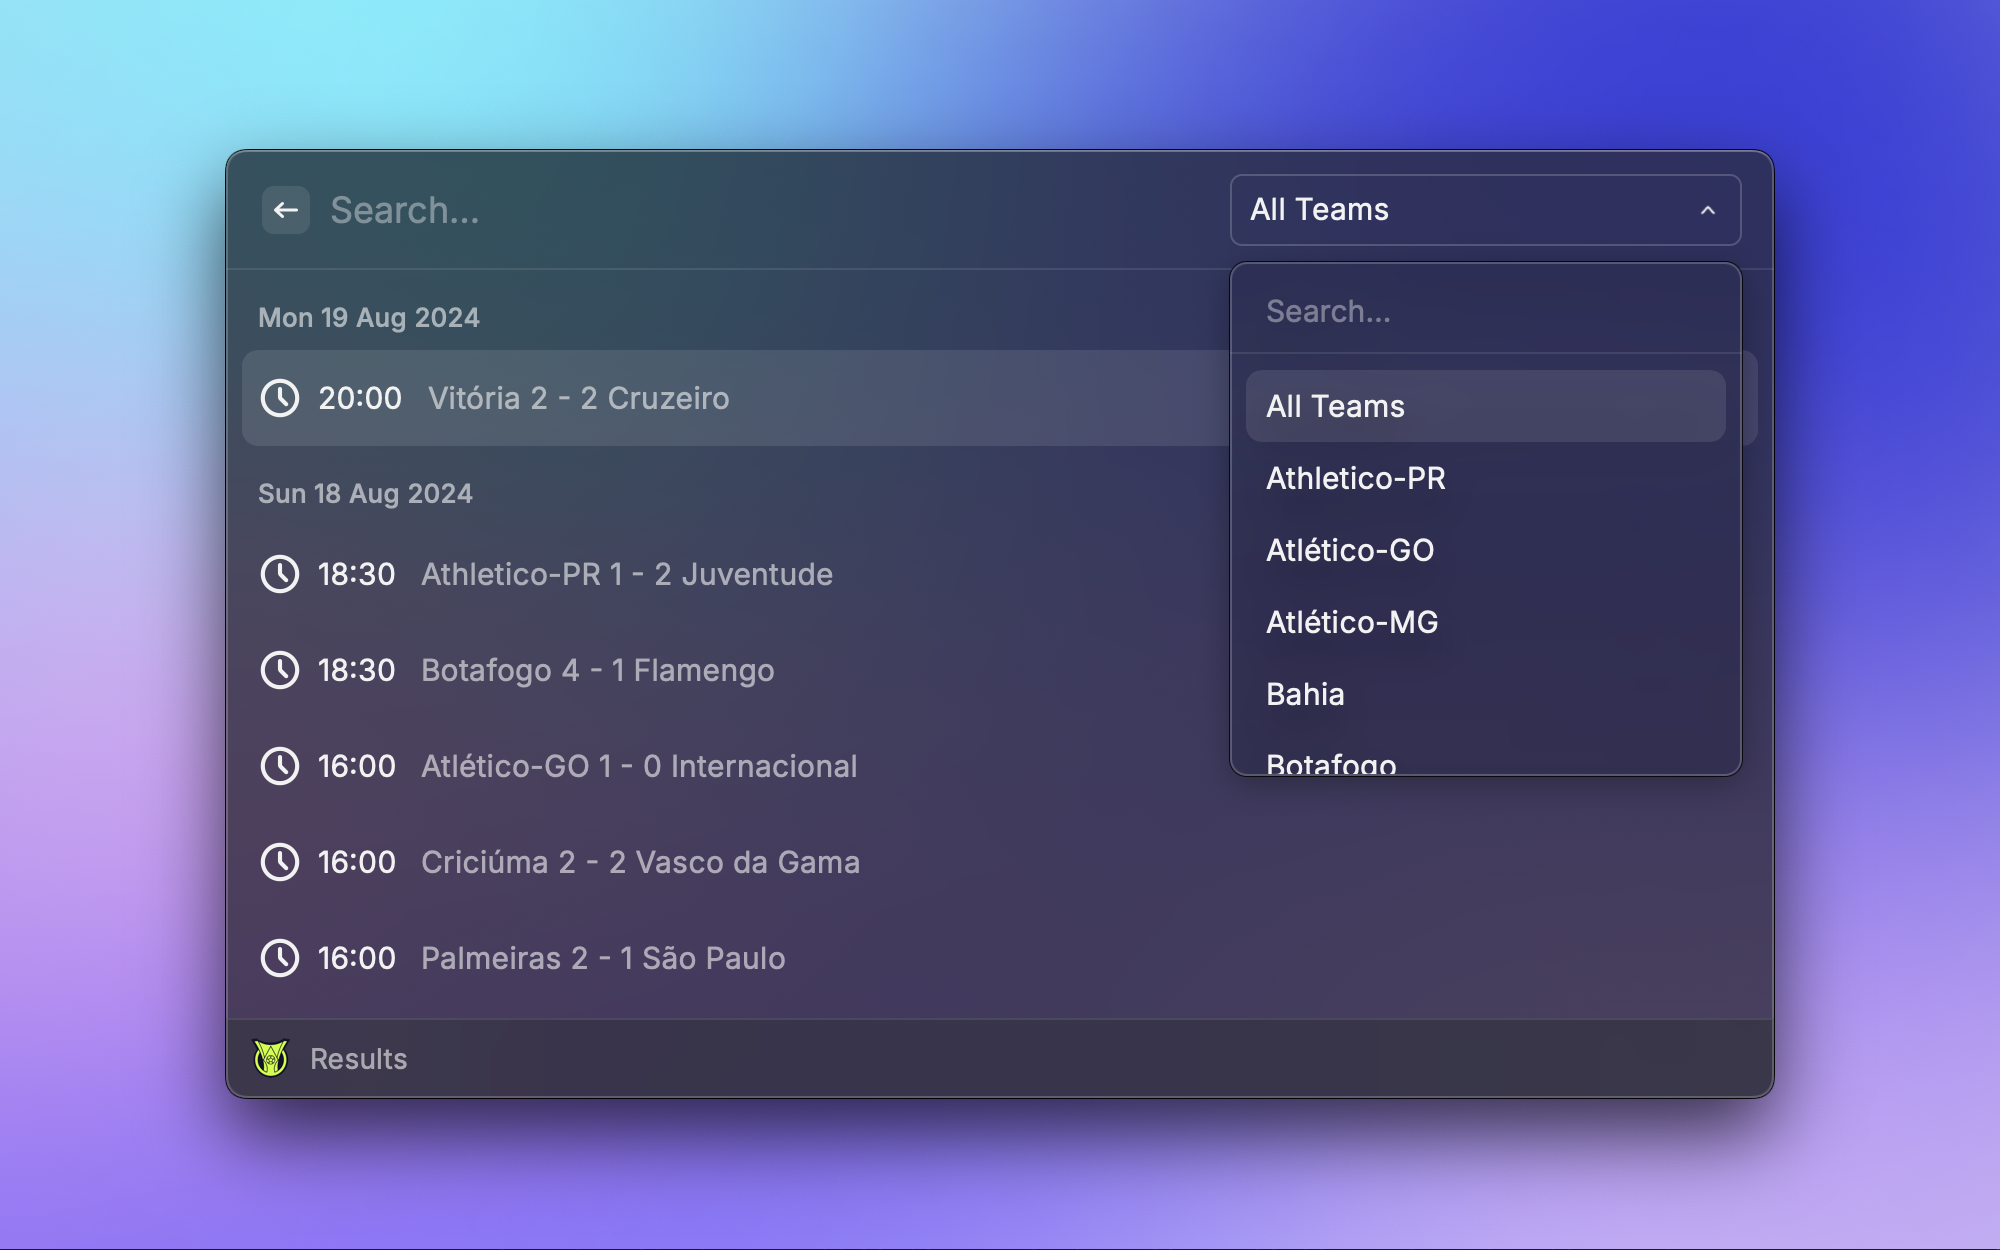 Search...
All Teams
Search...
All Teams
Athletico-PR
Atlético-GO
Atlético-MG
Bahia
Botafogo
Mon 19 Aug 2024
20:00 Vitória 2 - 2 Cruzeiro
Sun 18 Aug 2024
18:30 Athletico-PR 1 - 2 Juventude
18:30 Botafogo 4 - 1 Flamengo
16:00 Atlético-GO 1 - 0 Internacional
16:00 Criciúma 2 - 2 Vasco da Gama
16:00 Palmeiras 2 - 1 São Paulo
Results